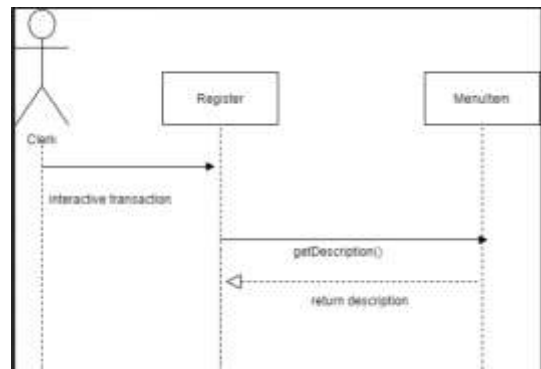 Register
MenuItem
Clerk
interactive transaction
getDescription()
return description